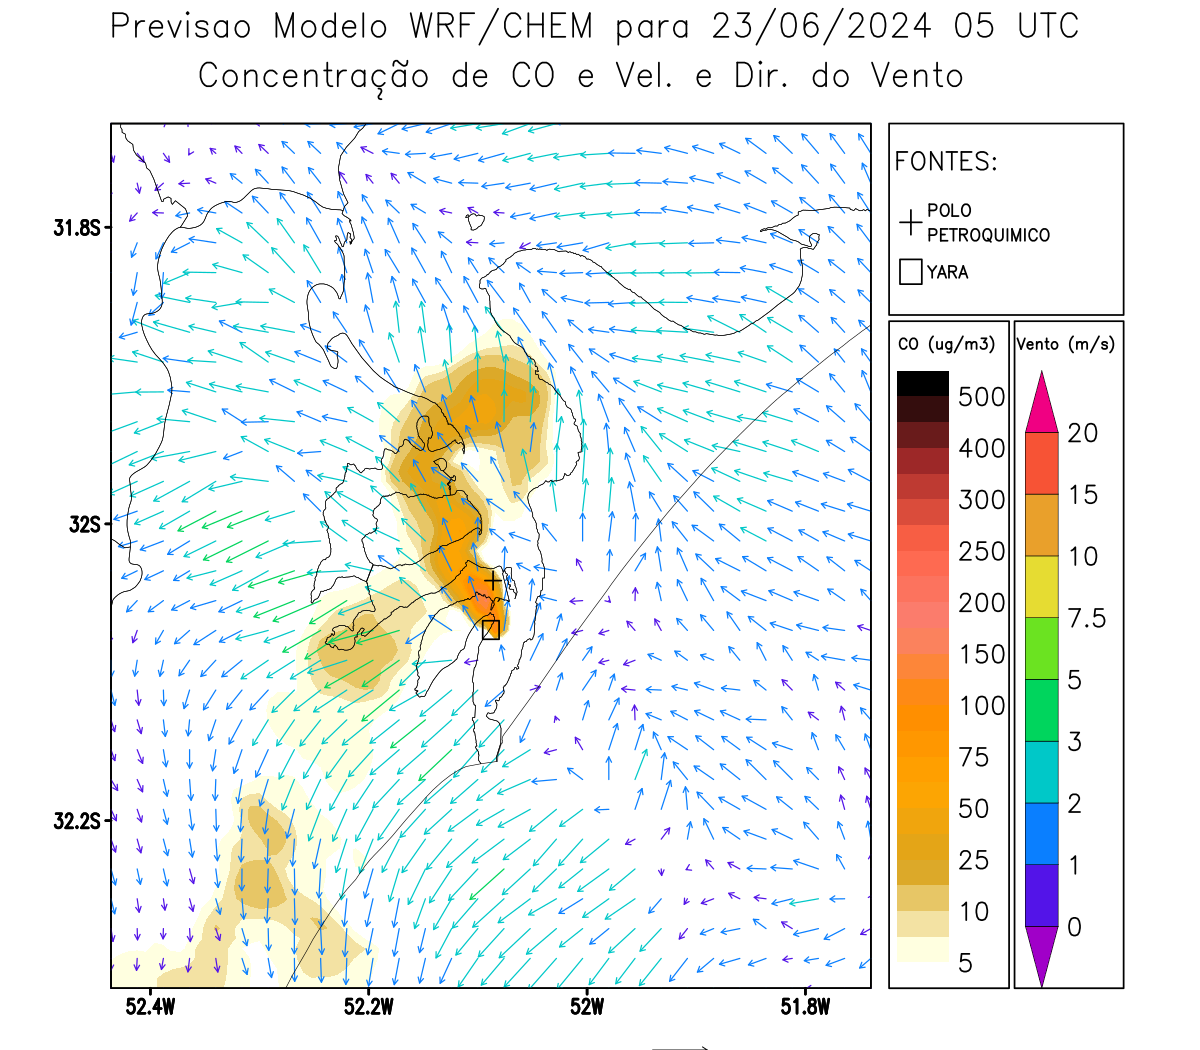 Previsao Modelo WRF/CHEM para 23/06/2024 05 UTC
Concentração de CO e Vel. e Dir. do Vento
FONTES:
POLO
PETROQUIMICO
YARA
CO (ug/m3)
500
400
300
250
200
150
100
75
50
25
10
5
Vento (m/s)
20
15
10
7.5
5
3
2
1
0
31.8S
32S
32.2S
52.4W
52.2W
52W
51.8W